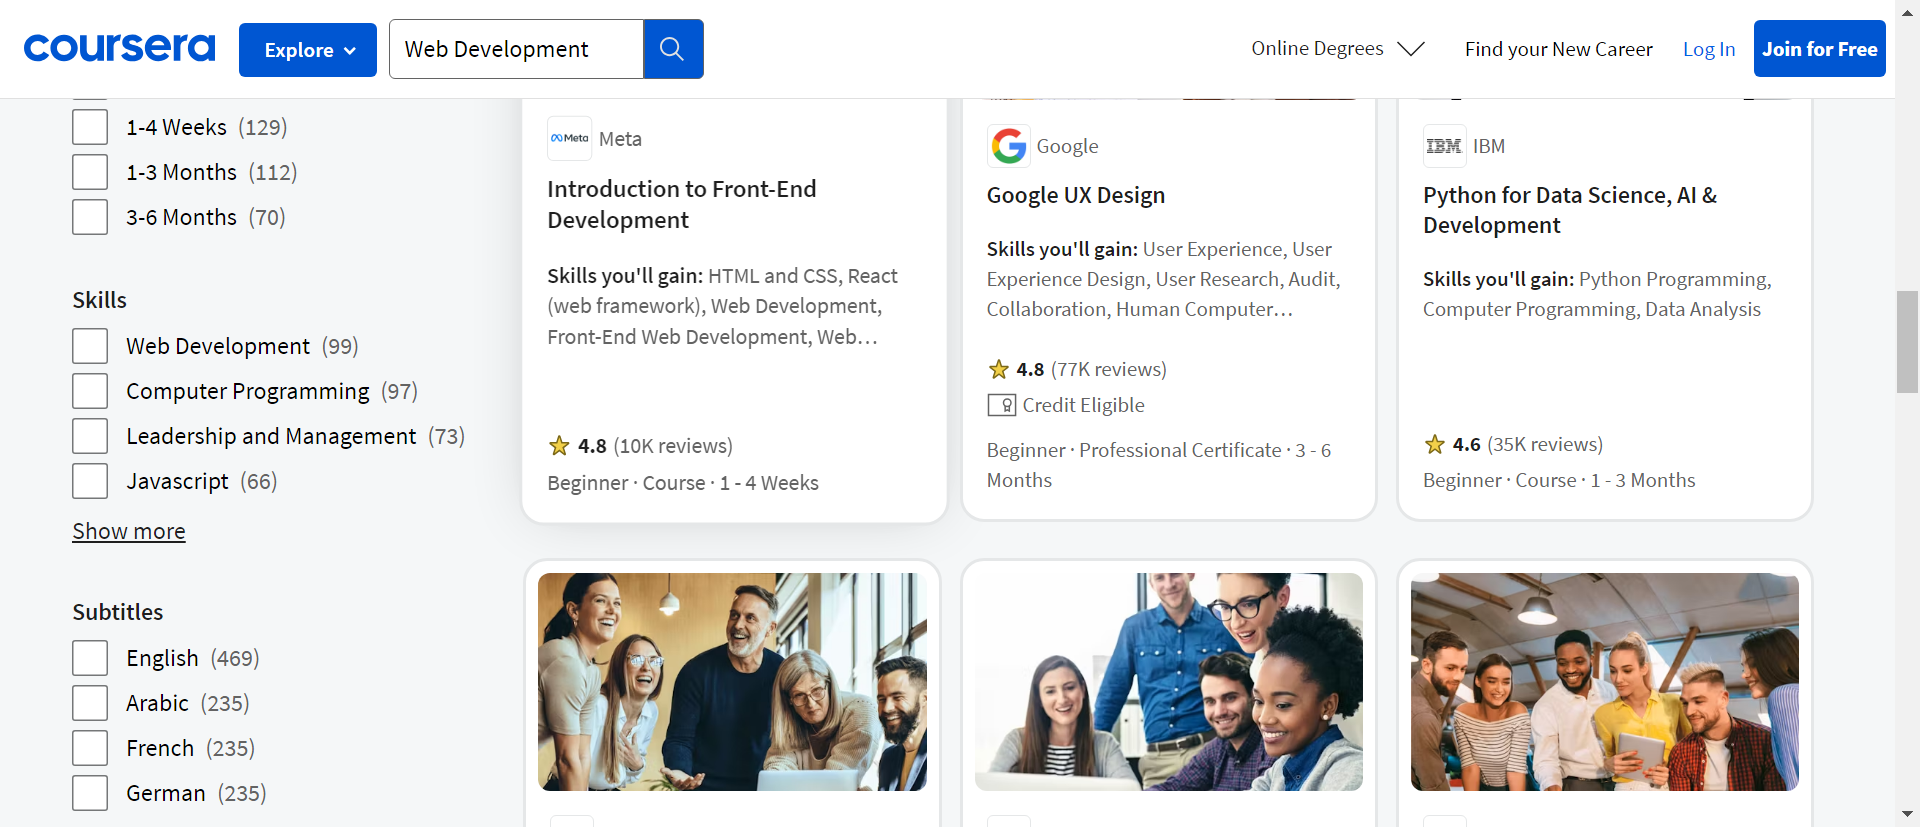 coursera
Explore
Web Development
Online Degrees
Find your New Career
Log In
Join for Free
1-4 Weeks (129)
1-3 Months (112)
3-6 Months (70)
Skills
Web Development (99)
Computer Programming (97)
Leadership and Management (73)
Javascript (66)
Show more
Subtitles
English (469)
Arabic (235)
French (235)
German (235)
Meta
Meta
Introduction to Front-End
Development
Skills you'll gain: HTML and CSS, React
(web framework), Web Development,
Front-End Web Development, Web…
4.8 (10K reviews)
Beginner · Course · 1 - 4 Weeks
Google
Google UX Design
Skills you'll gain: User Experience, User
Experience Design, User Research, Audit,
Collaboration, Human Computer…
4.8 (77K reviews)
Credit Eligible
Beginner · Professional Certificate · 3 - 6
Months
IBM
IBM
Python for Data Science, AI &
Development
Skills you'll gain: Python Programming,
Computer Programming, Data Analysis
4.6 (35K reviews)
Beginner · Course · 1 - 3 Months